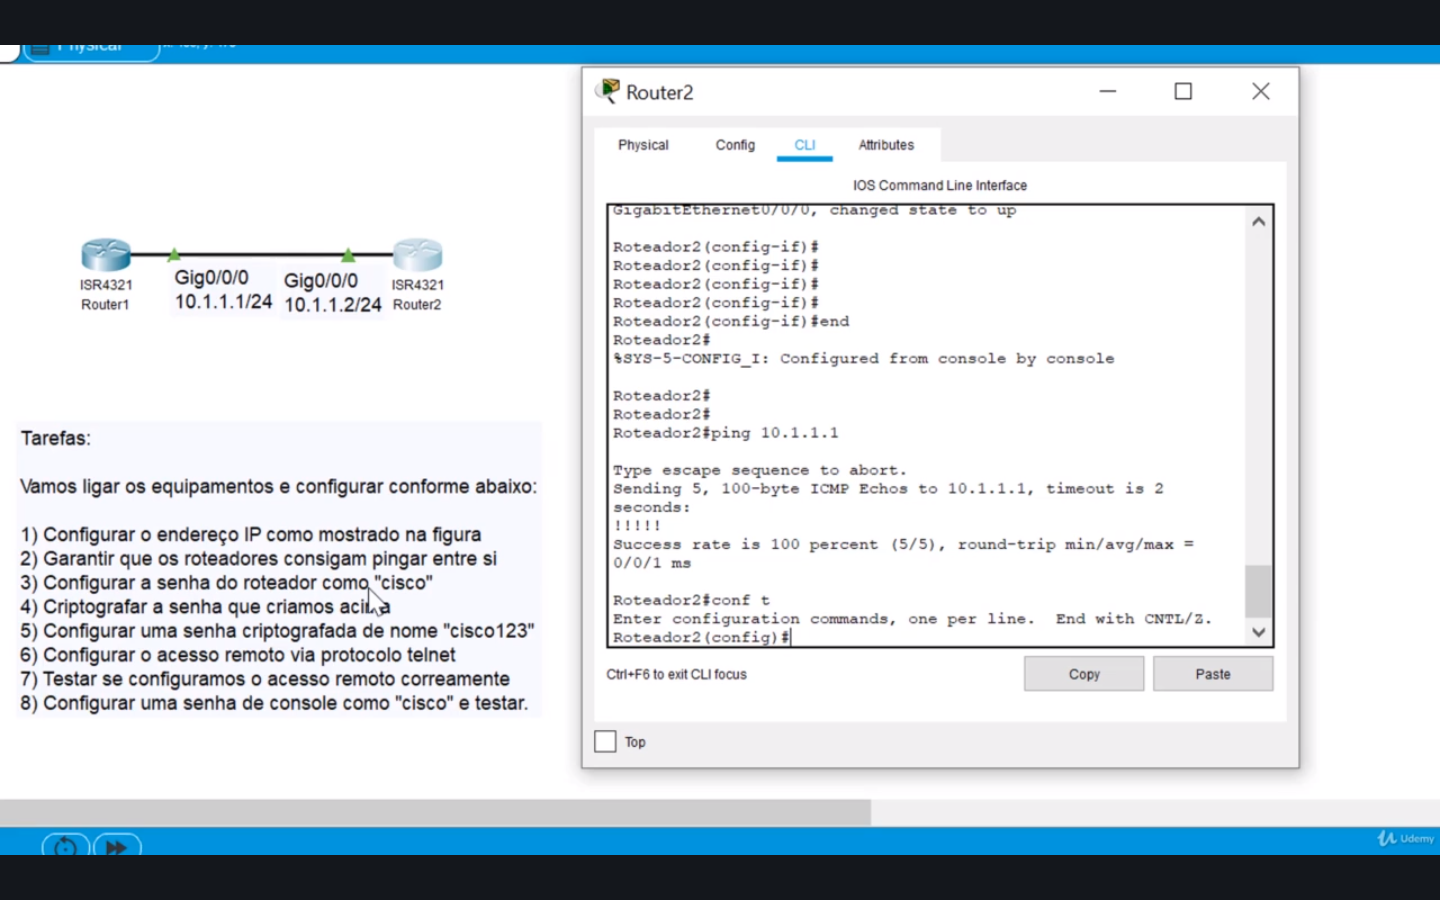 Physical
Router2
Physical Config CLI Attributes
IOS Command Line Interface
GigabitEthernet0/0/0, changed state to up
Roteador2(config-if)#
Roteador2(config-if)#
Roteador2(config-if)#
Roteador2(config-if)#
Roteador2(config-if)#end
Roteador2#
%SYS-5-CONFIG_I: Configured from console by console
Roteador2#
Roteador2#
Roteador2#ping 10.1.1.1
Type escape sequence to abort.
Sending 5, 100-byte ICMP Echos to 10.1.1.1, timeout is 2
seconds:
!!!!!
Success rate is 100 percent (5/5), round-trip min/avg/max =
0/0/1 ms
Roteador2#conf t
Enter configuration commands, one per line. End with CNTL/Z.
Roteador2(config)#
Ctrl+F6 to exit CLI focus
Copy
Paste
Top
ISR4321
Router1
Gig0/0/0
10.1.1.1/24
Gig0/0/0
10.1.1.2/24
ISR4321
Router2
Tarefas:
Vamos ligar os equipamentos e configurar conforme abaixo:
1) Configurar o endereço IP como mostrado na figura
2) Garantir que os roteadores consigam pingar entre si
3) Configurar a senha do roteador como "cisco"
4) Criptografar a senha que criamos acima
5) Configurar uma senha criptografada de nome "cisco123"
6) Configurar o acesso remoto via protocolo telnet
7) Testar se configuramos o acesso remoto correamente
8) Configurar uma senha de console como "cisco" e testar.
Udemy